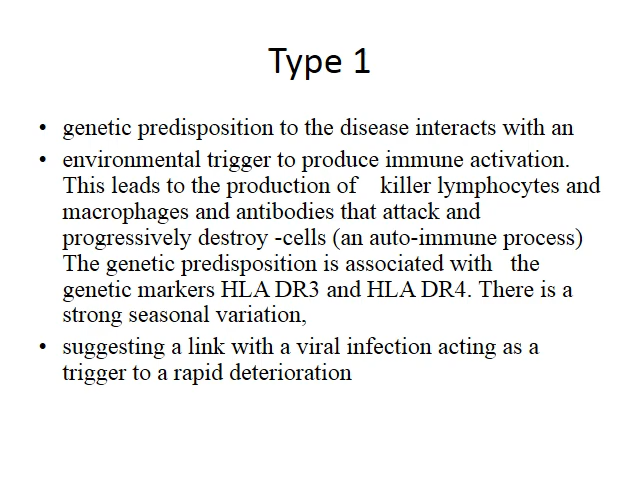 Type 1
• genetic predisposition to the disease interacts with an
• environmental trigger to produce immune activation.
This leads to the production of killer lymphocytes and
macrophages and antibodies that attack and
progressively destroy -cells (an auto-immune process)
The genetic predisposition is associated with the
genetic markers HLA DR3 and HLA DR4. There is a
strong seasonal variation,
• suggesting a link with a viral infection acting as a
trigger to a rapid deterioration